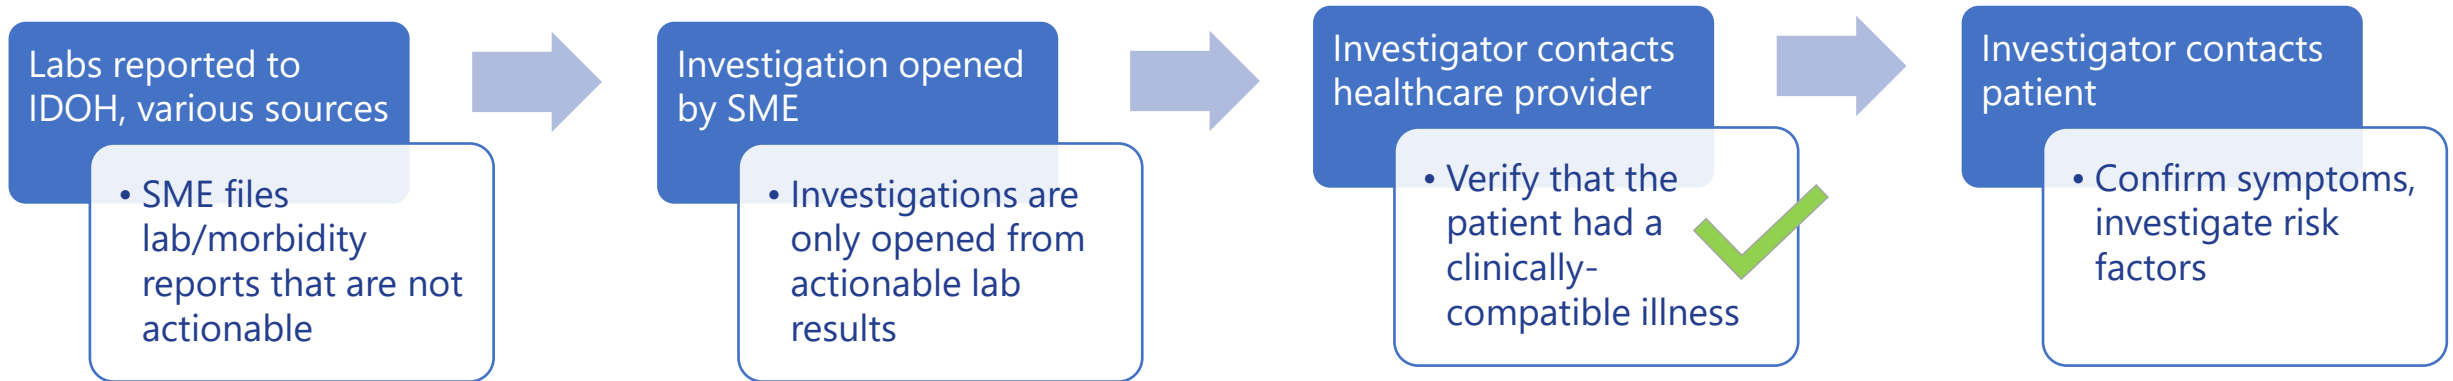 Labs reported to
IDOH, various sources
• SME files
lab/morbidity
reports that are not
actionable
Investigation opened
by SME
• Investigations are
only opened from
actionable lab
results
Investigator contacts
healthcare provider
• Verify that the
patient had a
clinically-
compatible illness
Investigator contacts
patient
• Confirm symptoms,
investigate risk
factors